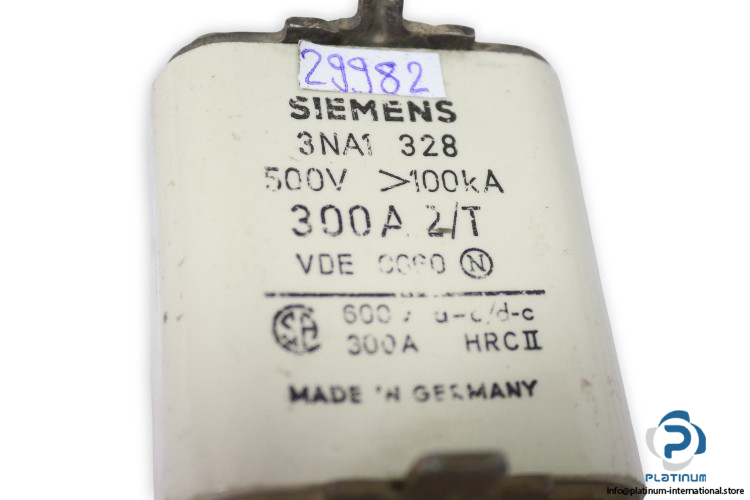 29982
SIEMENS
3NA1 328
500V >100kA
300A 2/T
VDE N
600 a-c/d-c
300A HRCII
MADE IN GERMANY
PLATINUM
info@platinum-international.store